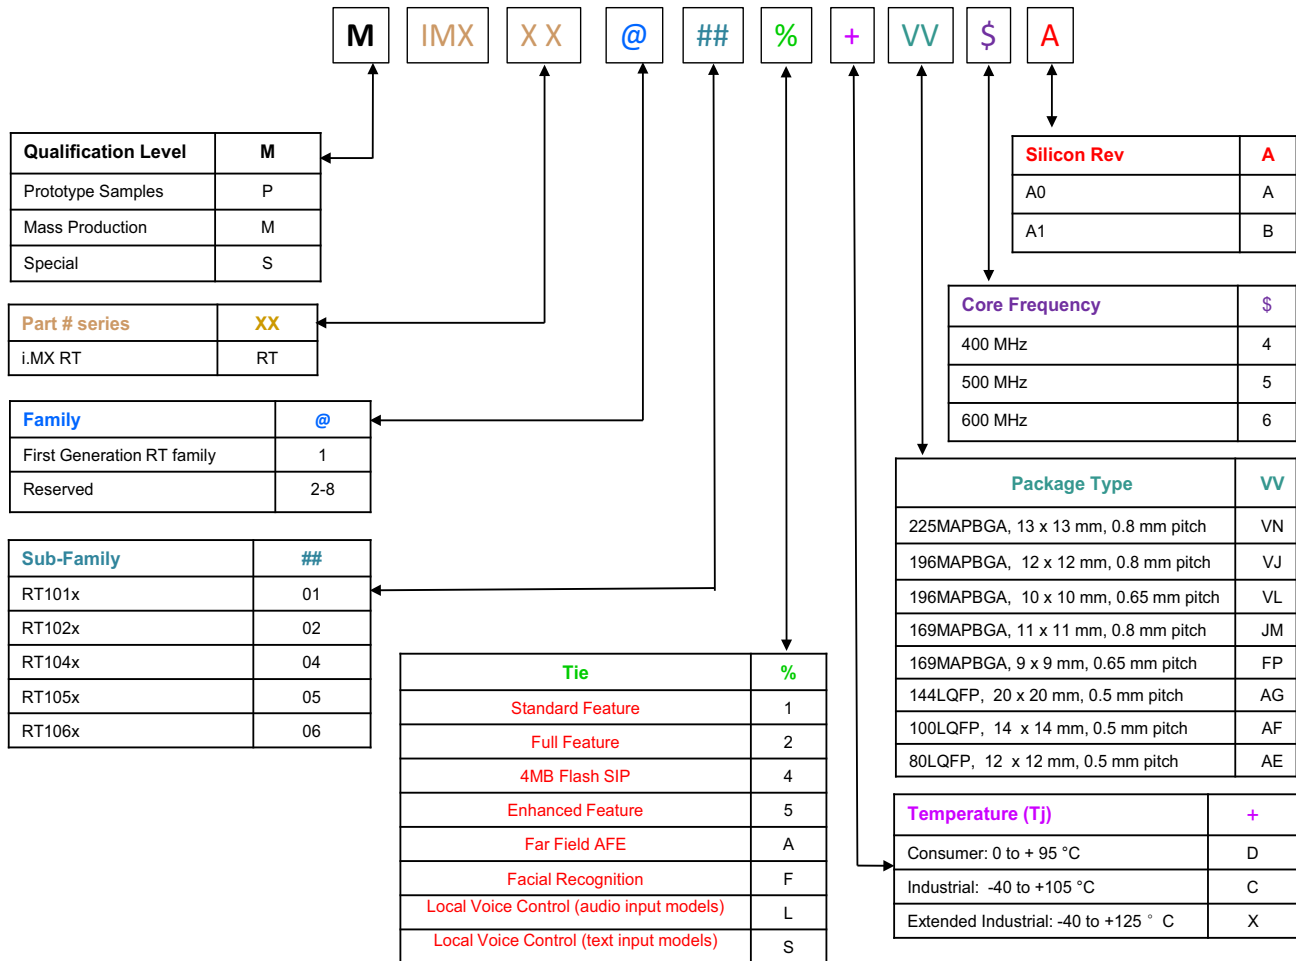 M IMX X X @ ## % + VV $ A
Qualification Level M
Prototype Samples P
Mass Production M
Special S
Part # series XX
i.MX RT RT
Family @
First Generation RT family 1
Reserved 2-8
Sub-Family ##
RT101x 01
RT102x 02
RT104x 04
RT105x 05
RT106x 06
Tie %
Standard Feature 1
Full Feature 2
4MB Flash SIP 4
Enhanced Feature 5
Far Field AFE A
Facial Recognition F
Local Voice Control (audio input models) L
Local Voice Control (text input models) S
Silicon Rev A
A0 A
A1 B
Core Frequency $
400 MHz 4
500 MHz 5
600 MHz 6
Package Type VV
225MAPBGA, 13 x 13 mm, 0.8 mm pitch VN
196MAPBGA, 12 x 12 mm, 0.8 mm pitch VJ
196MAPBGA, 10 x 10 mm, 0.65 mm pitch VL
169MAPBGA, 11 x 11 mm, 0.8 mm pitch JM
169MAPBGA, 9 x 9 mm, 0.65 mm pitch FP
144LQFP, 20 x 20 mm, 0.5 mm pitch AG
100LQFP, 14 x 14 mm, 0.5 mm pitch AF
80LQFP, 12 x 12 mm, 0.5 mm pitch AE
Temperature (Tj) +
Consumer: 0 to + 95 °C D
Industrial: -40 to +105 °C C
Extended Industrial: -40 to +125 ° C X